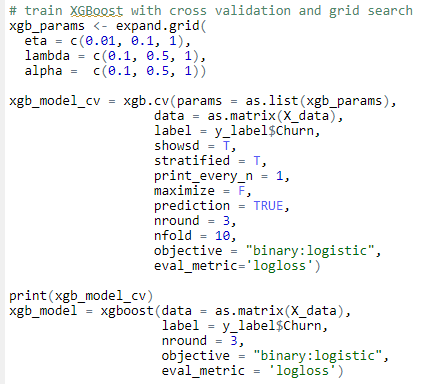 # train XGBoost with cross validation and grid search
xgb_params <- expand.grid(
  eta = c(0.01, 0.1, 1),
  lambda = c(0.1, 0.5, 1),
  alpha =  c(0.1, 0.5, 1))

xgb_model_cv = xgb.cv(params = as.list(xgb_params),
                   data = as.matrix(X_data),
                   label = y_label$Churn,
                   showsd = T,
                   stratified = T,
                   print_every_n = 1,
                   maximize = F,
                   prediction = TRUE,
                   nround = 3,
                   nfold = 10,
                   objective = "binary:logistic",
                   eval_metric='logloss')

print(xgb_model_cv)
xgb_model = xgboost(data = as.matrix(X_data),
                    label = y_label$Churn,
                    nround = 3,
                    objective = "binary:logistic",
                    eval_metric = 'logloss')